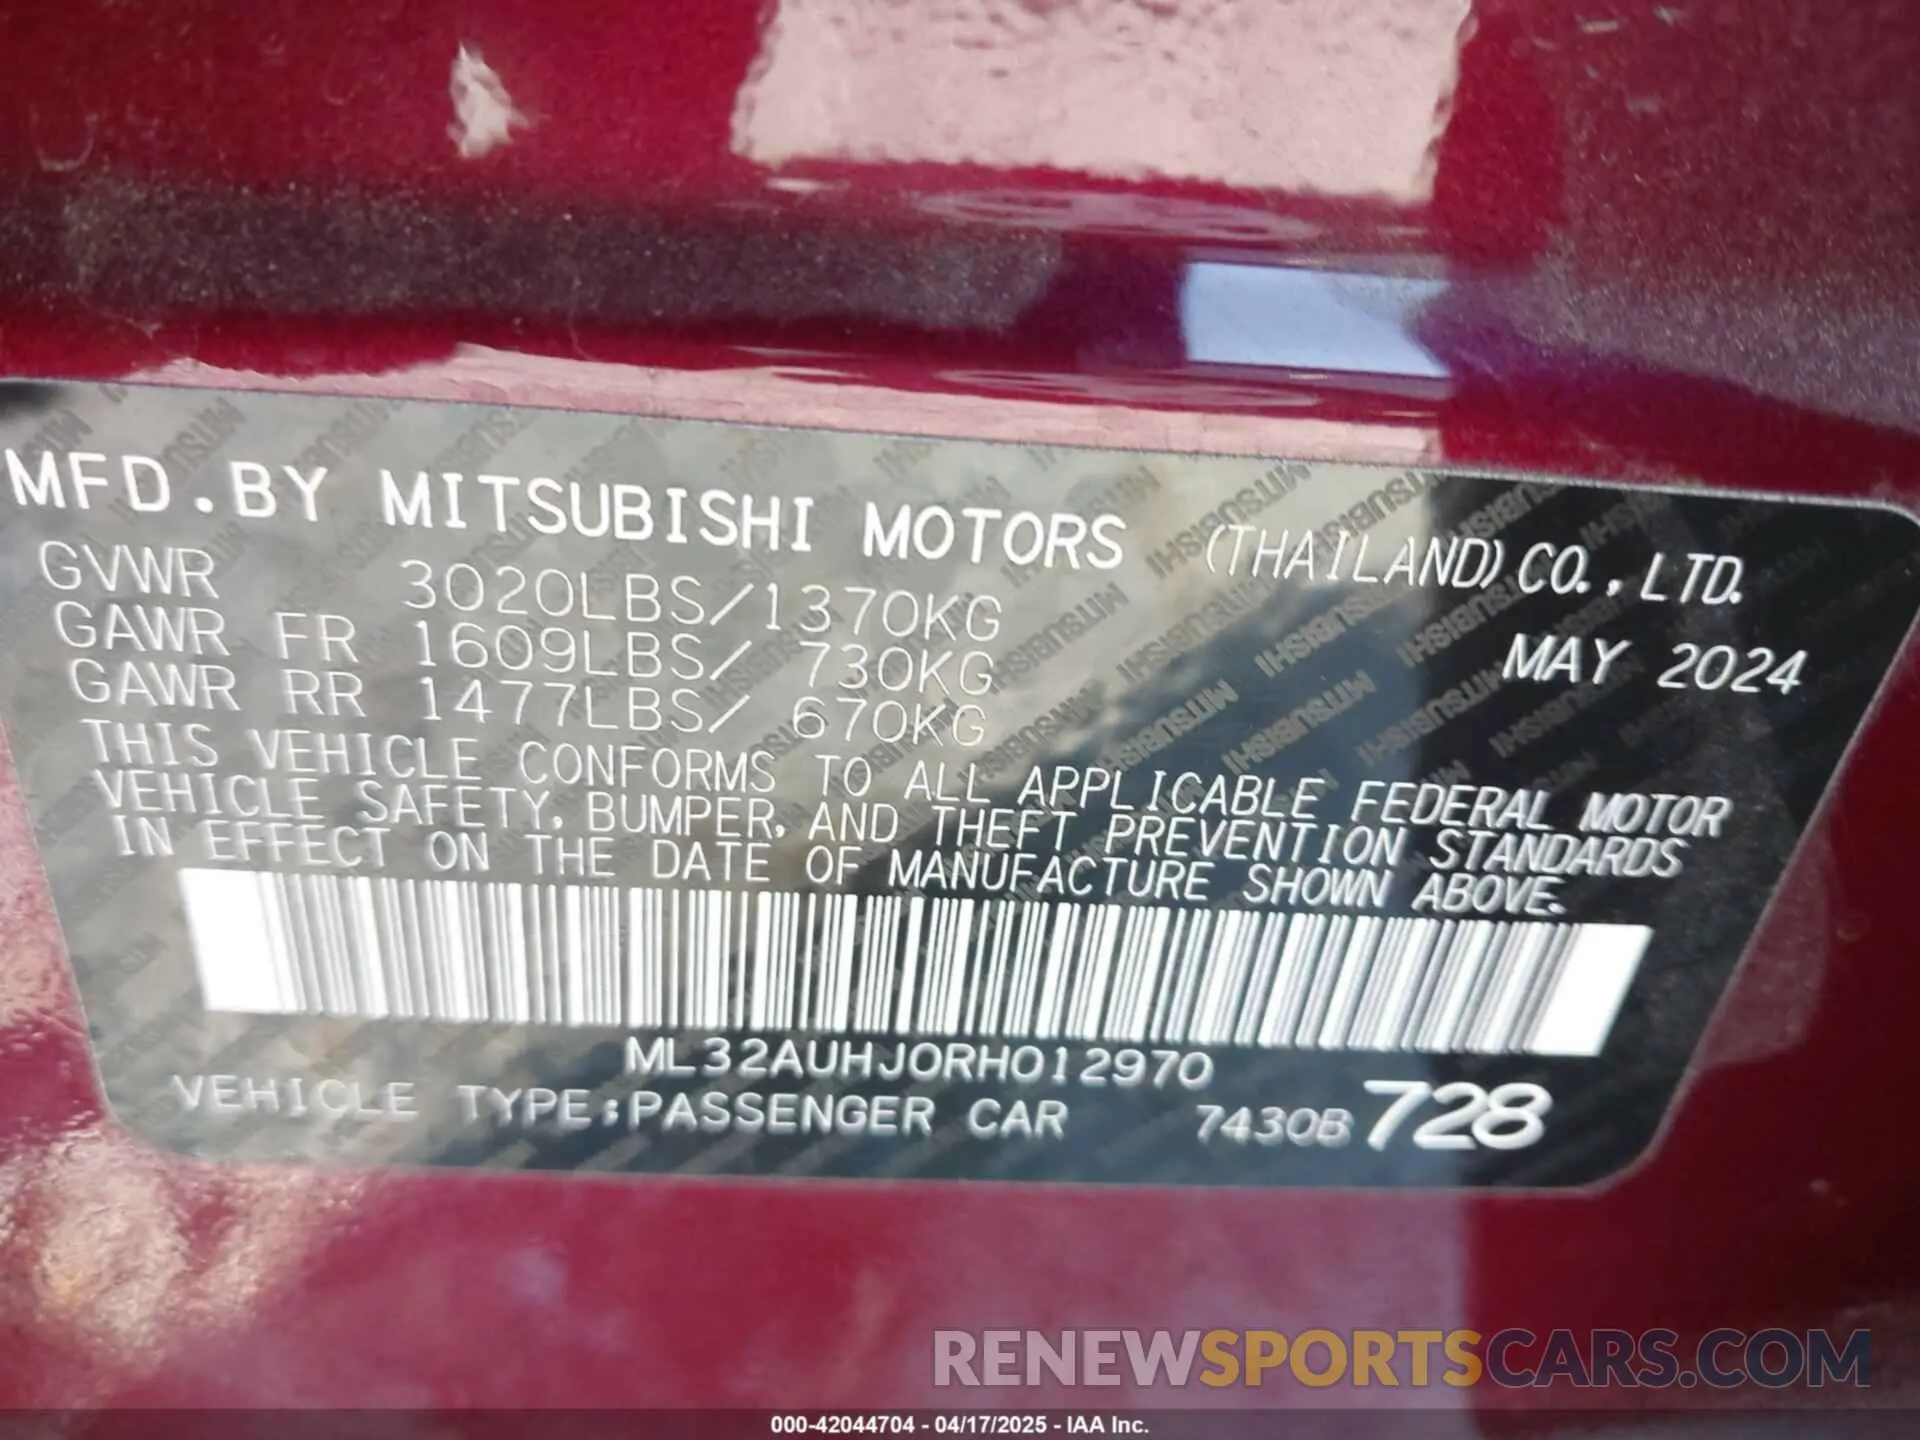 MFD.BY MITSUBISHI MOTORS (THAILAND) CO., LTD.
GVWR 3020LBS/1370KG
GAWR FR 1609LBS/ 730KG MAY 2024
GAWR RR 1477LBS/ 670KG
THIS VEHICLE CONFORMS TO ALL APPLICABLE FEDERAL MOTOR
VEHICLE SAFETY, BUMPER, AND THEFT PREVENTION STANDARDS
IN EFFECT ON THE DATE OF MANUFACTURE SHOWN ABOVE.
ML32AUHJ0RH012970
VEHICLE TYPE:PASSENGER CAR 7430B 728
RENEWSPORTSCARS.COM
000-42044704 - 04/17/2025 - IAA Inc.